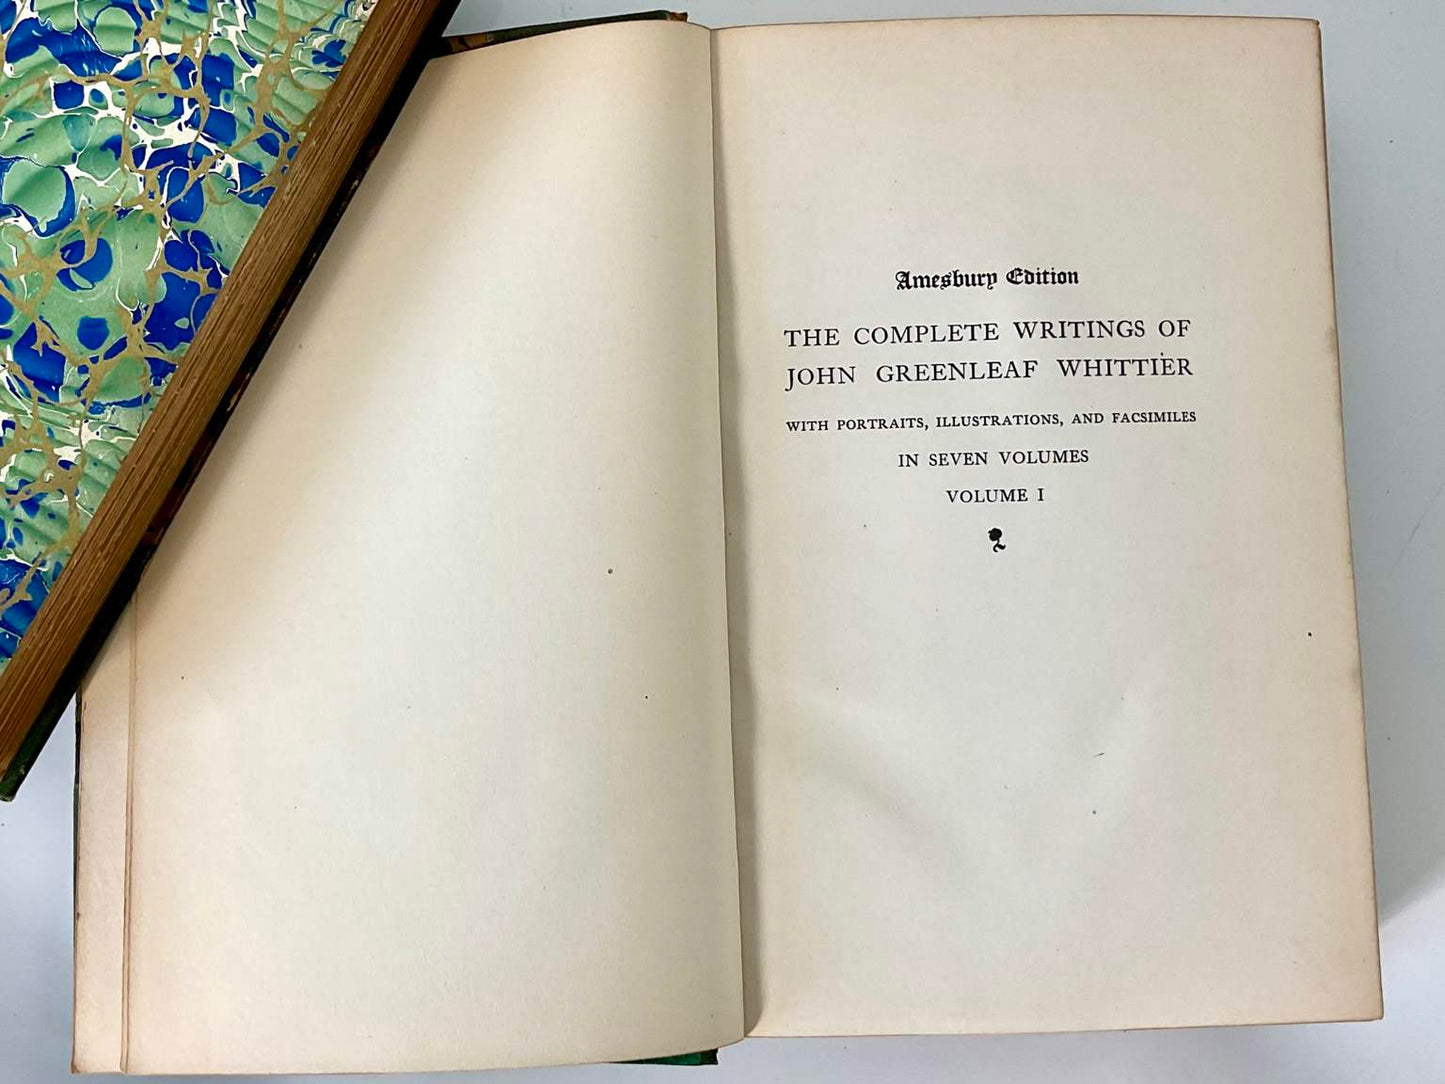 Amesbury Edition
THE COMPLETE WRITINGS OF
JOHN GREENLEAF WHITTIER
WITH PORTRAITS, ILLUSTRATIONS, AND FACSIMILES
IN SEVEN VOLUMES
VOLUME I